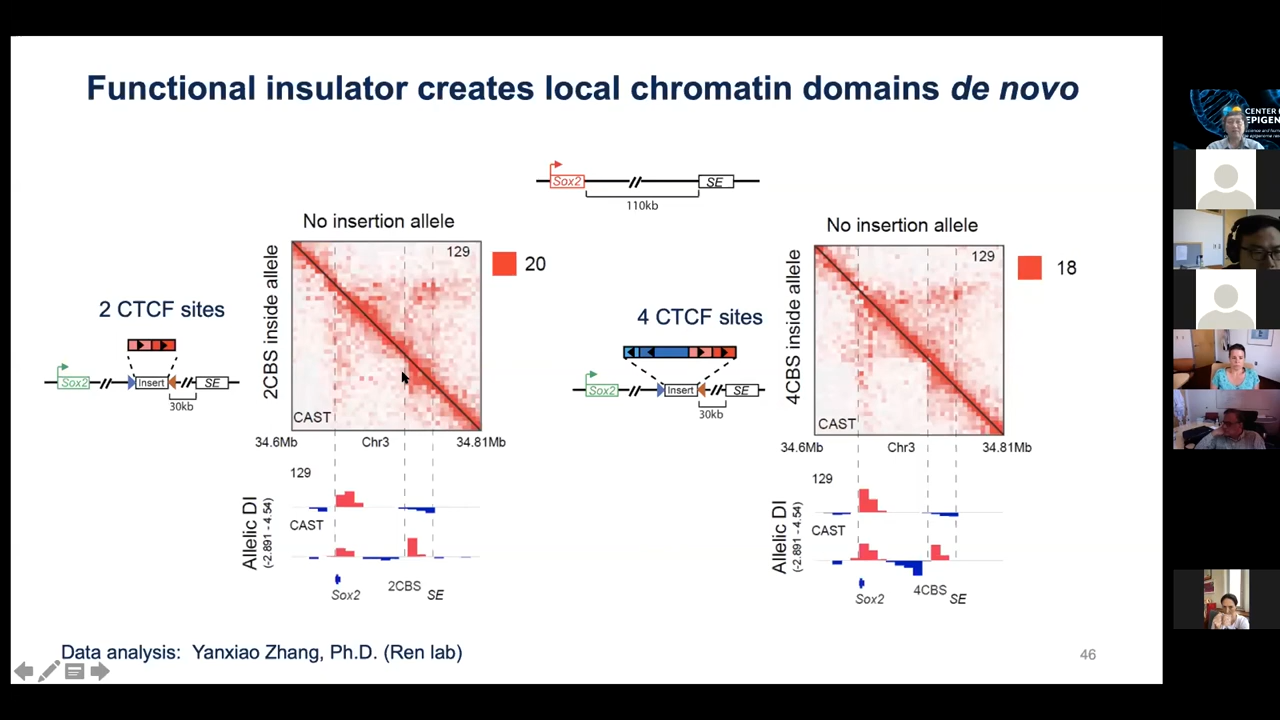 Functional insulator creates local chromatin domains de novo
Sox2
SE
110kb
No insertion allele
2CBS inside allele
129
20
CAST
34.6Mb
Chr3
34.81Mb
2 CTCF sites
Sox2
Insert
SE
30kb
Allelic DI
(-2.891 - 4.54)
129
CAST
Sox2
2CBS
SE
No insertion allele
4CBS inside allele
129
18
CAST
34.6Mb
Chr3
34.81Mb
4 CTCF sites
Sox2
Insert
SE
30kb
Allelic DI
(-2.891 - 4.54)
129
CAST
Sox2
4CBS
SE
Data analysis: Yanxiao Zhang, Ph.D. (Ren lab)
46
CENTER
EPIGEN